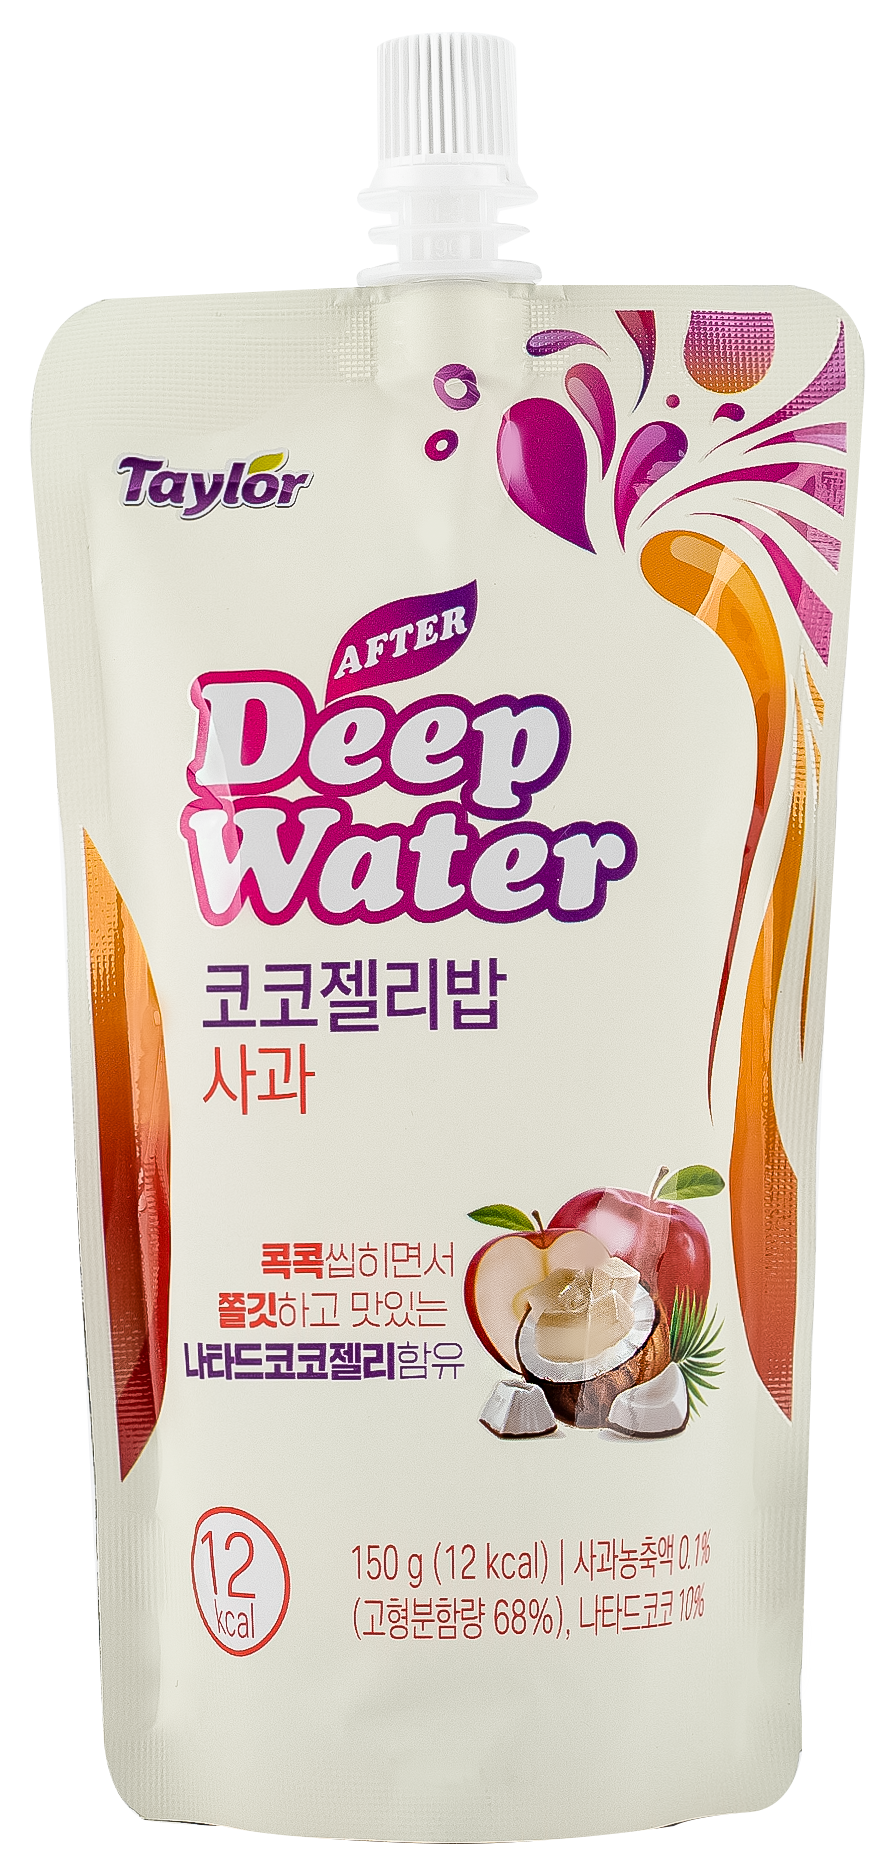 Taylor
AFTER
Deep
Water
코코젤리밥
사과
콕콕씹히면서
쫄깃하고 맛있는
나타드코코젤리함유
12
kcal
150 g (12 kcal) | 사과농축액 0.1%
(고형분함량 68%), 나타드코코 10%